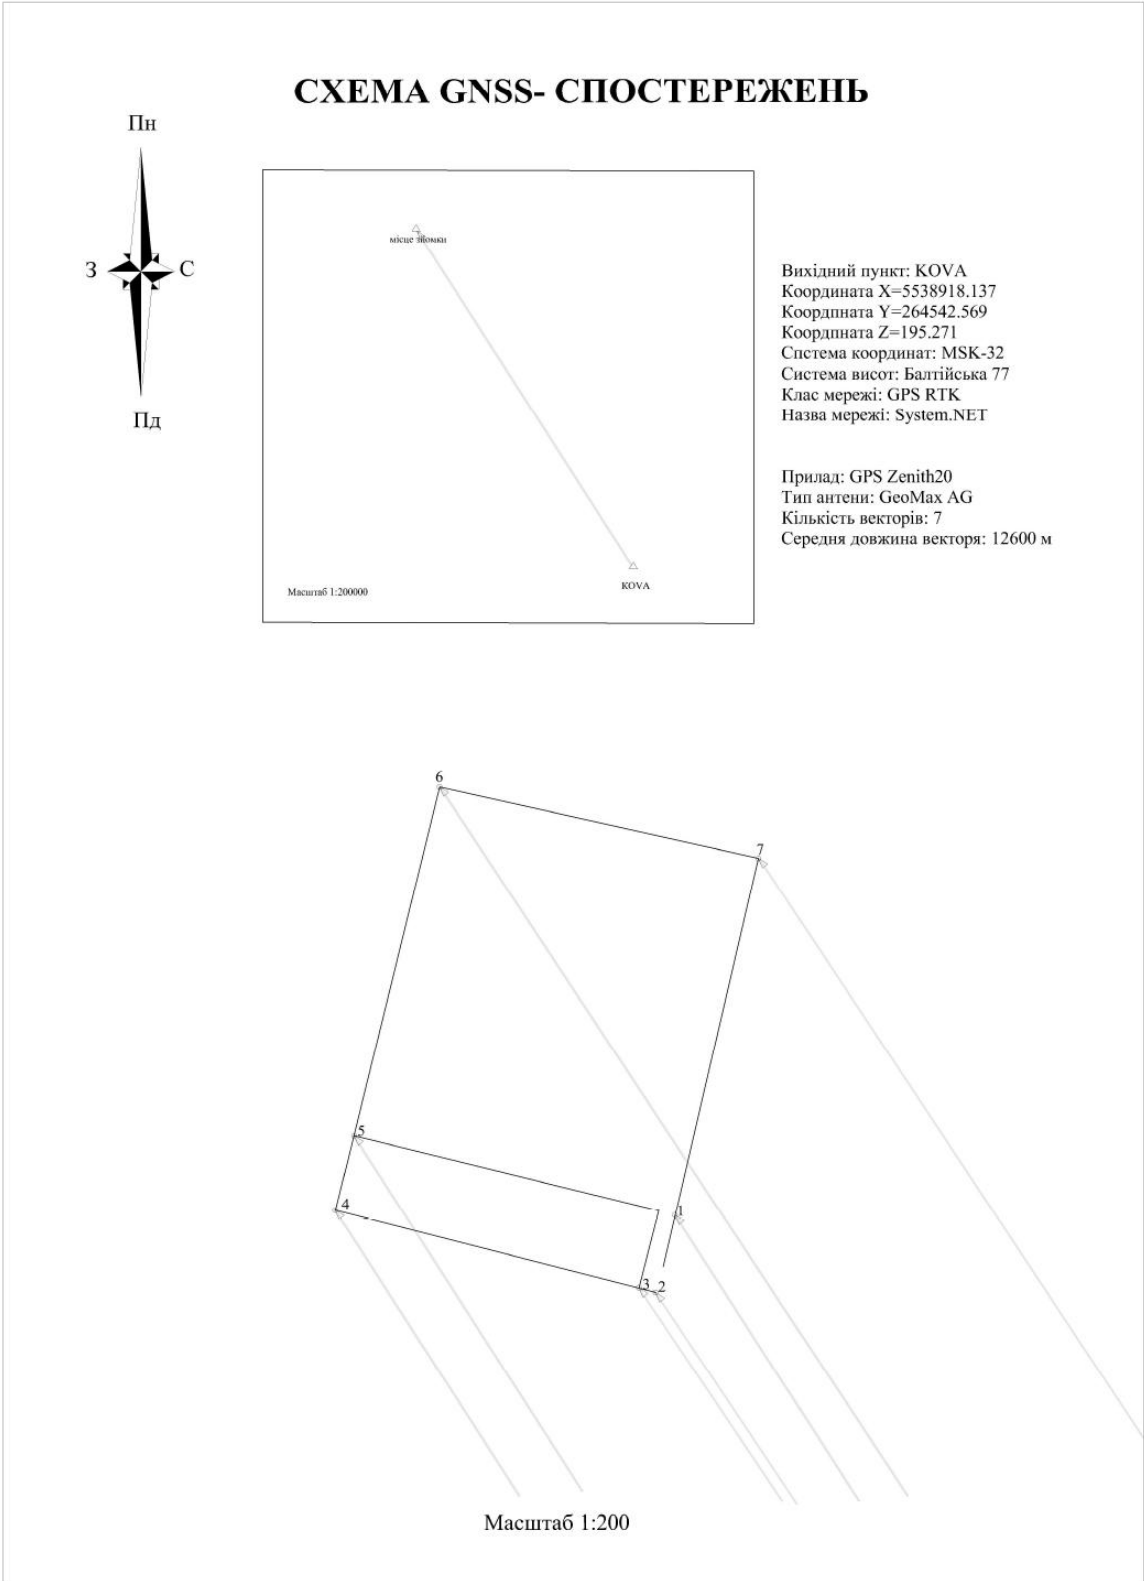 СХЕМА GNSS- СПОСТЕРЕЖЕНЬ
Пн
З
С
Пд
місце зйомки
KOVA
Масштаб 1:200000
Вихідний пункт: KOVA
Координата X=5538918.137
Коордпната Y=264542.569
Коордпната Z=195.271
Спстема координат: MSK-32
Система висот: Балтійська 77
Клас мережі: GPS RTK
Назва мережі: System.NET
Прилад: GPS Zenith20
Тип антени: GeoMax AG
Кількість векторів: 7
Середня довжина векторя: 12600 м
6
7
5
4
1
3
2
Масштаб 1:200